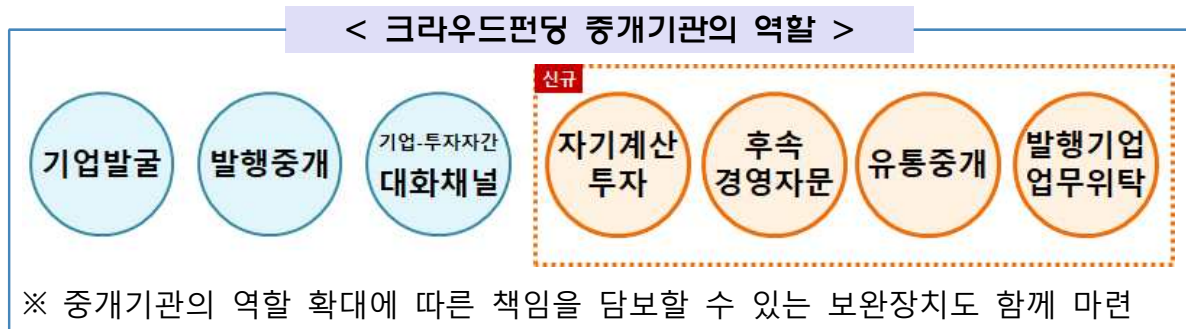 < 크라우드펀딩 중개기관의 역할 >
신규
기업발굴
발행중개
기업-투자자간
대화채널
자기계산
투자
후속
경영자문
유통중개
발행기업
업무위탁
※ 중개기관의 역할 확대에 따른 책임을 담보할 수 있는 보완장치도 함께 마련